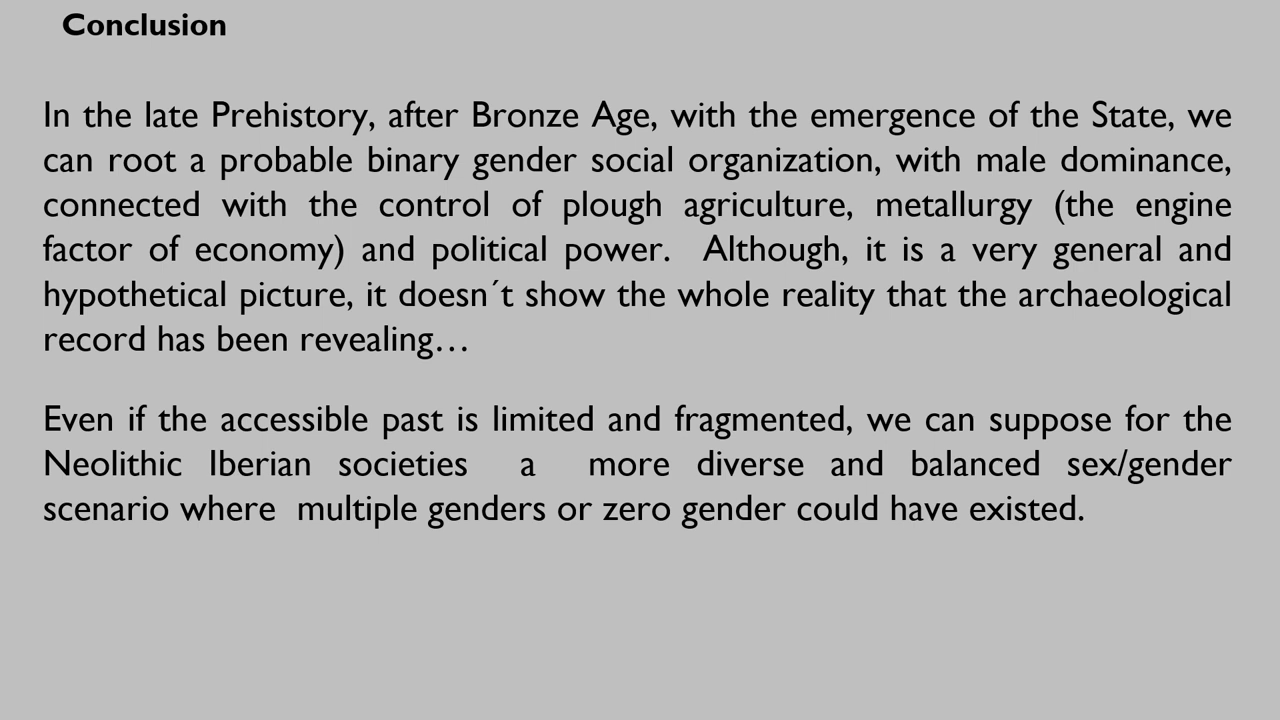 Conclusion
In the late Prehistory, after Bronze Age, with the emergence of the State, we
can root a probable binary gender social organization, with male dominance,
connected with the control of plough agriculture, metallurgy (the engine
factor of economy) and political power.  Although, it is a very general and
hypothetical picture, it doesn´t show the whole reality that the archaeological
record has been revealing…
Even if the accessible past is limited and fragmented, we can suppose for the
Neolithic Iberian societies  a  more diverse and balanced sex/gender
scenario where  multiple genders or zero gender could have existed.